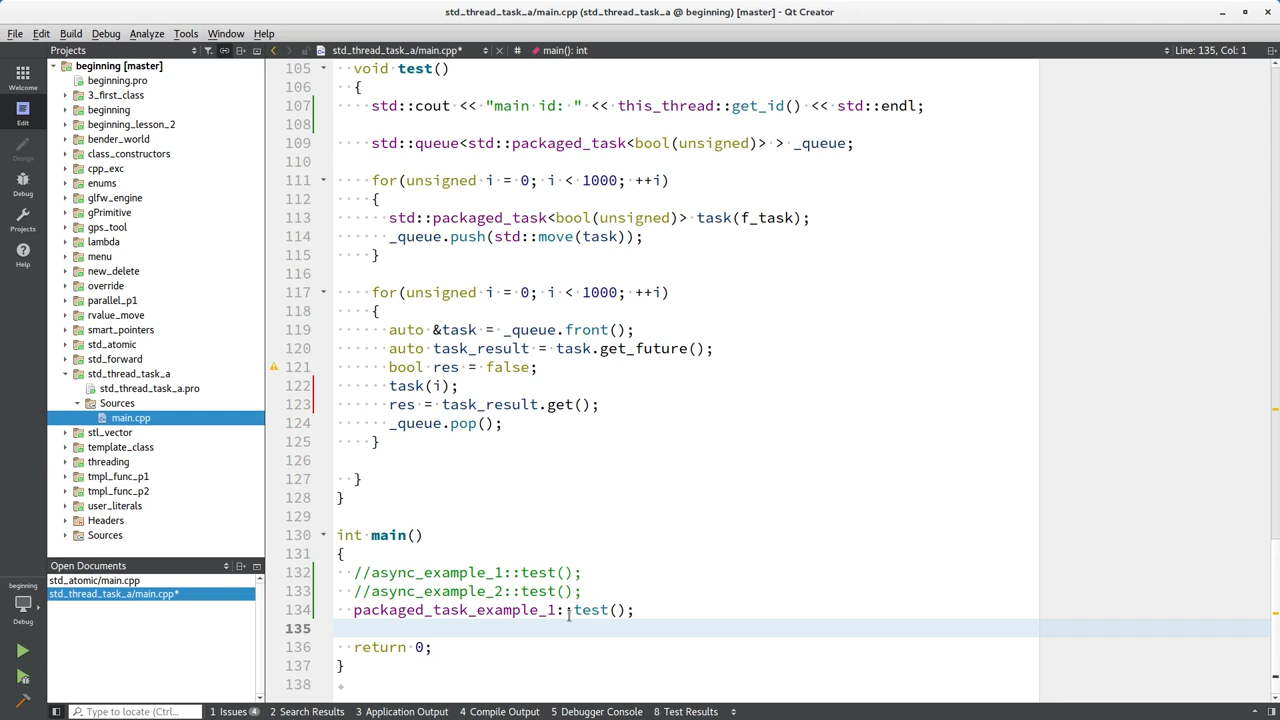 std_thread_task_a/main.cpp (std_thread_task_a @ beginning) [master] - Qt Creator
File Edit Build Debug Analyze Tools Window Help
Projects
std_thread_task_a/main.cpp*
#
main(): int
Line: 135, Col: 1
Welcome
Edit
Design
Debug
Projects
Help
beginning
Debug
beginning [master]
beginning.pro
3_first_class
beginning
beginning_lesson_2
bender_world
class_constructors
cpp_exc
enums
glfw_engine
gPrimitive
gps_tool
lambda
menu
new_delete
override
parallel_p1
rvalue_move
smart_pointers
std_atomic
std_forward
std_thread_task_a
std_thread_task_a.pro
Sources
main.cpp
stl_vector
template_class
threading
tmpl_func_p1
tmpl_func_p2
user_literals
Headers
Sources
Open Documents
std_atomic/main.cpp
std_thread_task_a/main.cpp*
105 void test()
106 {
107 std::cout << "main id: " << this_thread::get_id() << std::endl;
108
109 std::queue<std::packaged_task<bool(unsigned)> > _queue;
110
111 for(unsigned i = 0; i < 1000; ++i)
112 {
113 std::packaged_task<bool(unsigned)> task(f_task);
114 _queue.push(std::move(task));
115 }
116
117 for(unsigned i = 0; i < 1000; ++i)
118 {
119 auto &task = _queue.front();
120 auto task_result = task.get_future();
121 bool res = false;
122 task(i);
123 res = task_result.get();
124 _queue.pop();
125 }
126
127 }
128 }
129
130 int main()
131 {
132 //async_example_1::test();
133 //async_example_2::test();
134 packaged_task_example_1::test();
135
136 return 0;
137 }
138
Type to locate (Ctrl...
1 Issues 4
2 Search Results
3 Application Output
4 Compile Output
5 Debugger Console
8 Test Results